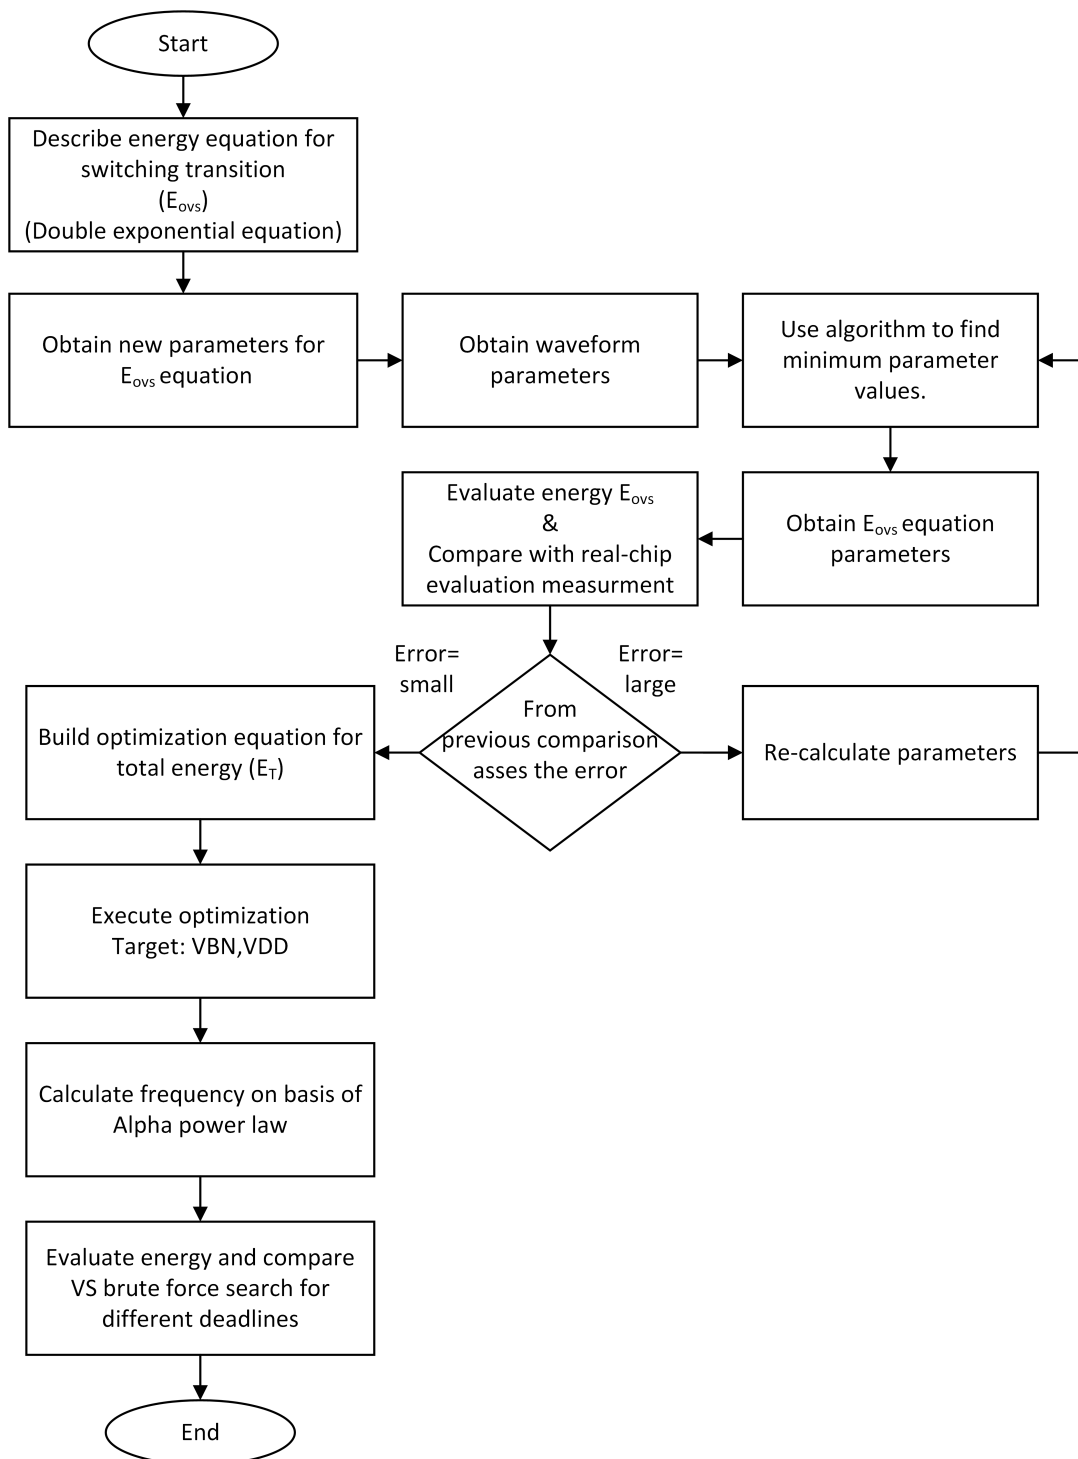 Start
Describe energy equation for
switching transition
(Eovs)
(Double exponential equation)
Obtain new parameters for
Eovs equation
Obtain waveform
parameters
Use algorithm to find
minimum parameter
values.
Obtain Eovs equation
parameters
Evaluate energy Eovs
&
Compare with real-chip
evaluation measurment
Error=
small
Error=
large
From
previous comparison
asses the error
Re-calculate parameters
Build optimization equation for
total energy (ET)
Execute optimization
Target: VBN,VDD
Calculate frequency on basis of
Alpha power law
Evaluate energy and compare
VS brute force search for
different deadlines
End